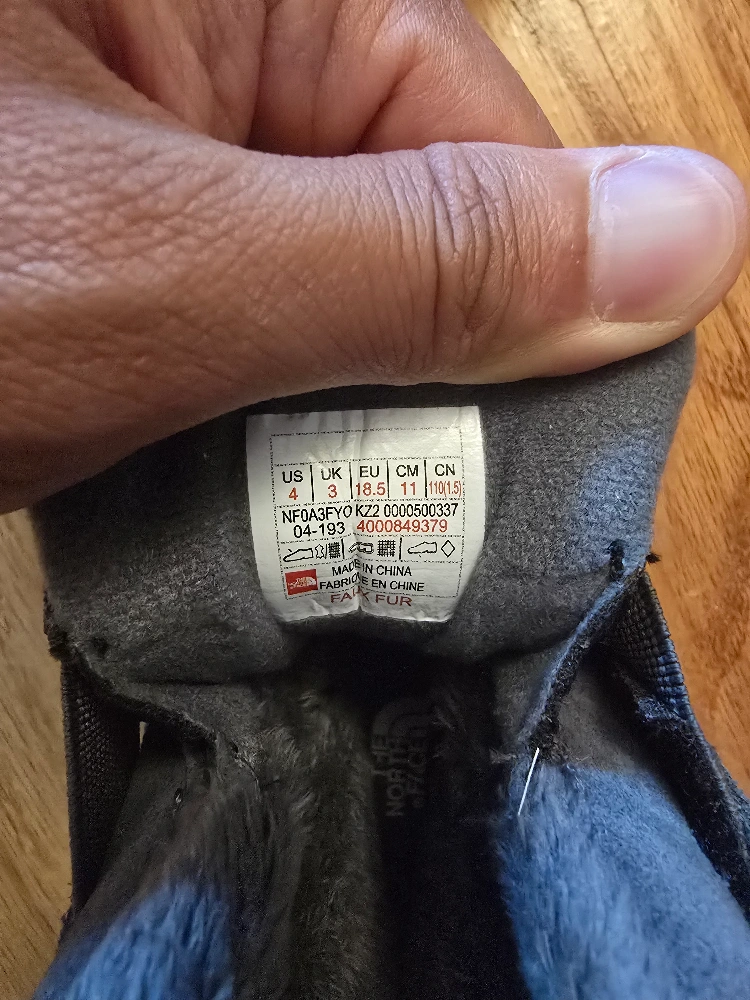 US UK EU CM CN
4 3 18.5 11 110(1.5)
NF0A3FYO KZ2 0000500337
04-193 4000849379
MADE IN CHINA
FABRIQUE EN CHINE
FAUX FUR
THE
NORTH
FACE